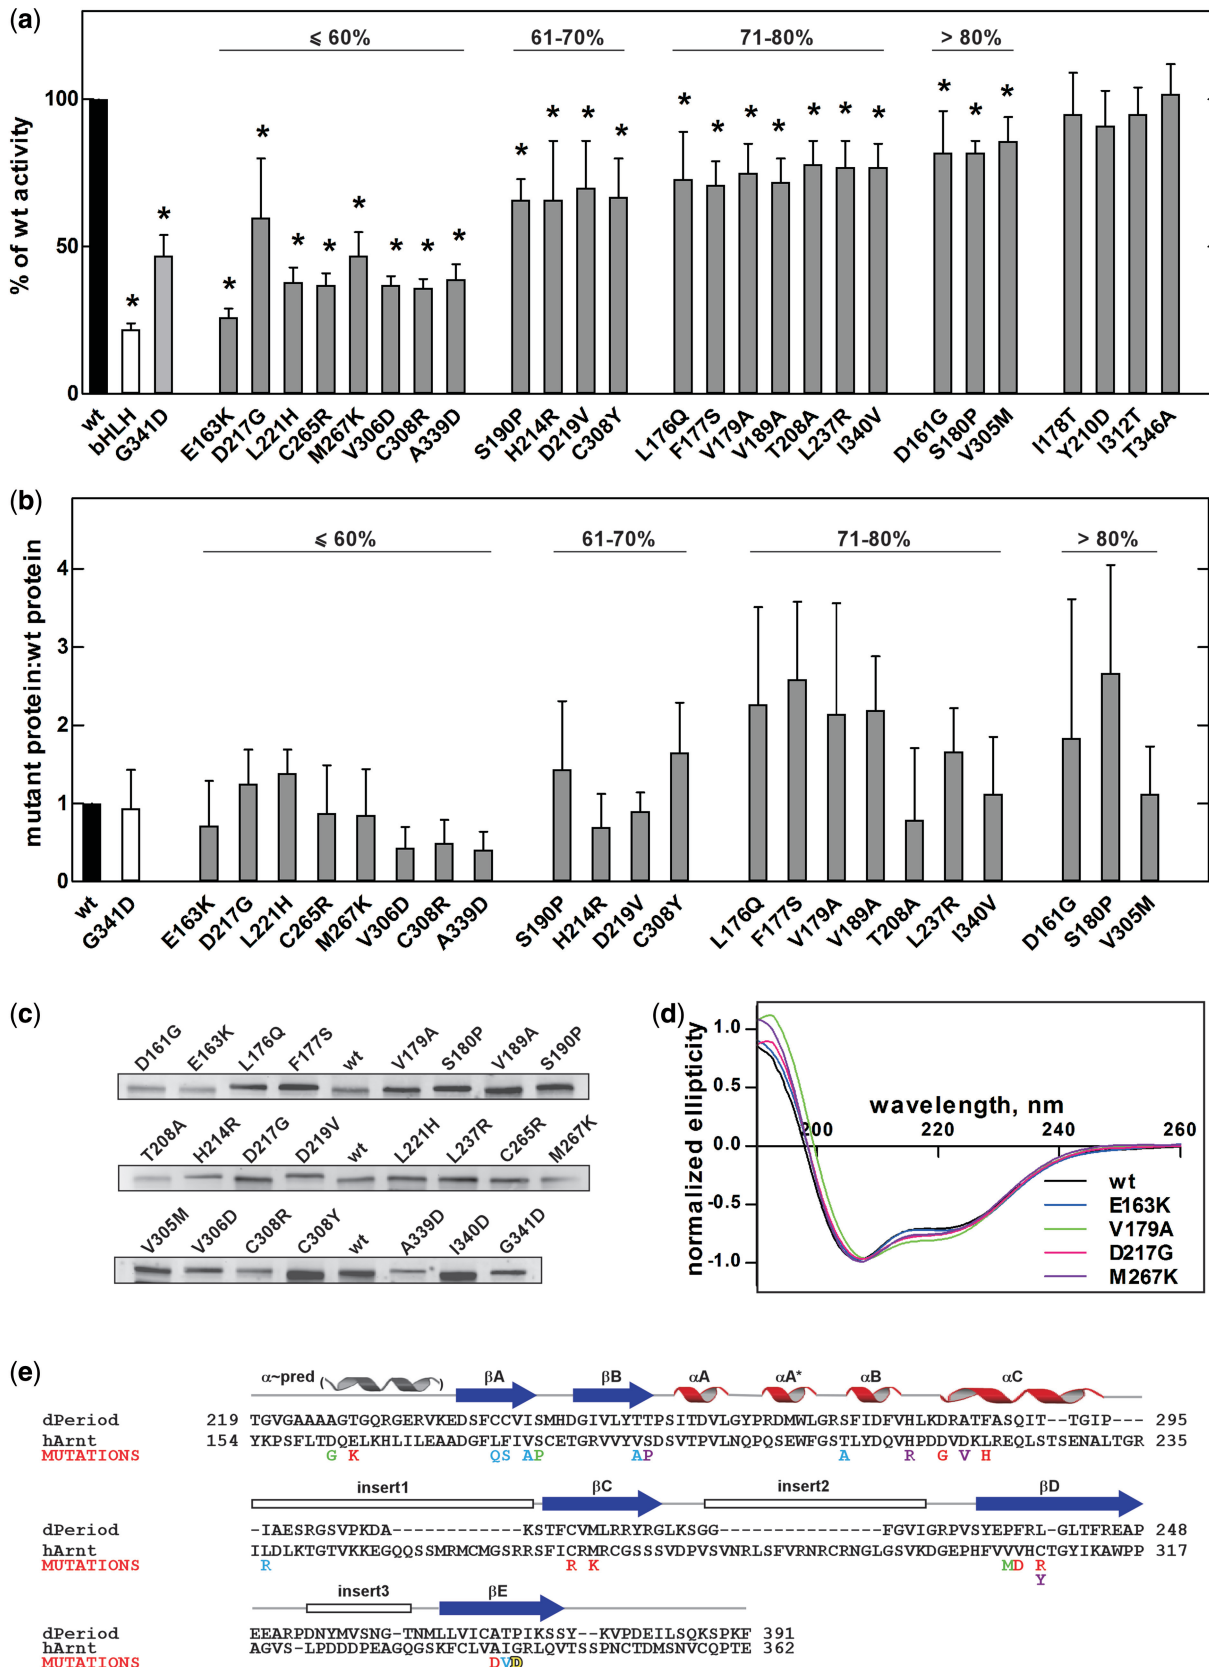 (a)
⩽ 60%
61-70%
71-80%
> 80%
% of wt activity
100
50
0
* * * * * * * * * * * * * * * * * * * * * * * *
wt bHLH G341D E163K D217G L221H C265R M267K V306D C308R A339D S190P H214R D219V C308Y L176Q F177S V179A V189A T208A L237R I340V D161G S180P V305M I178T Y210D I312T T346A
(b)
⩽ 60%
61-70%
71-80%
> 80%
mutant protein:wt protein
4
3
2
1
0
wt G341D E163K D217G L221H C265R M267K V306D C308R A339D S190P H214R D219V C308Y L176Q F177S V179A V189A T208A L237R I340V D161G S180P V305M
(c)
D161G E163K L176Q F177S wt V179A S180P V189A S190P
T208A H214R D217G D219V wt L221H L237R C265R M267K
V305M V306D C308R C308Y wt A339D I340D G341D
(d)
normalized ellipticity
1.0
0.5
0.0
-0.5
-1.0
wavelength, nm
200 220 240 260
wt
E163K
V179A
D217G
M267K
(e)
α~pred ( ) βA βB αA αA* αB αC
dPeriod 219 TGVGAAAAGTGQRGERVKEDSFCCVISMHDGIVLYTTPSITDVLGYPRDMWLGRSFIDFVHLKDRATFASQIT--TGIP--- 295
hArnt 154 YKPSFLTDQELKHLILEAADGFLFIVSCETGRVVYVSDSVTPVLNQPQSEWFGSTLYDQVHPDDVDKLREQLSTSENALTGR 235
MUTATIONS G K QS A P A P A H G V H
insert1 βC insert2 βD
dPeriod -IAESRGSVPKDA------------KSTFCVMLRRYRGLKSGG---------------FGVIGRPVSYEPFRL-GLTFREAP 248
hArnt ILDLKTGTVKKEGQQSSMRMCMGSRRSFICRMRCGSSSVDPVSVNRLSFVRNRCRNGLGSVKDGEPHFVVVHCTGYIKAWPP 317
MUTATIONS R R M M D R
Y
insert3 βE
dPeriod EEARPDNYMVSNG-TNMLLVICATPIKSSY--KVPDEILSQKSPKF 391
hArnt AGVS-LPDDDPEAGQGSKFCLVAIGRLQVTSSPNCTDMSNVCQPTE 362
MUTATIONS D V D